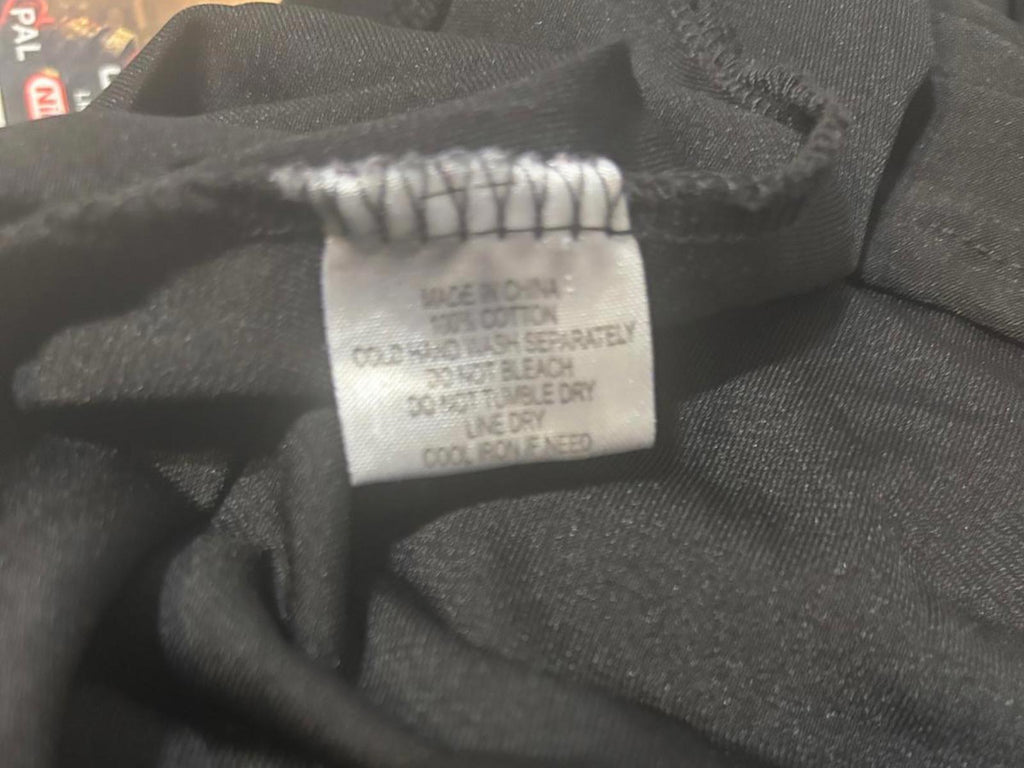 PAL
MADE IN CHINA
100% COTTON
COLD HAND WASH SEPARATELY
DO NOT BLEACH
DO NOT TUMBLE DRY
LINE DRY
COOL IRON IF NEED